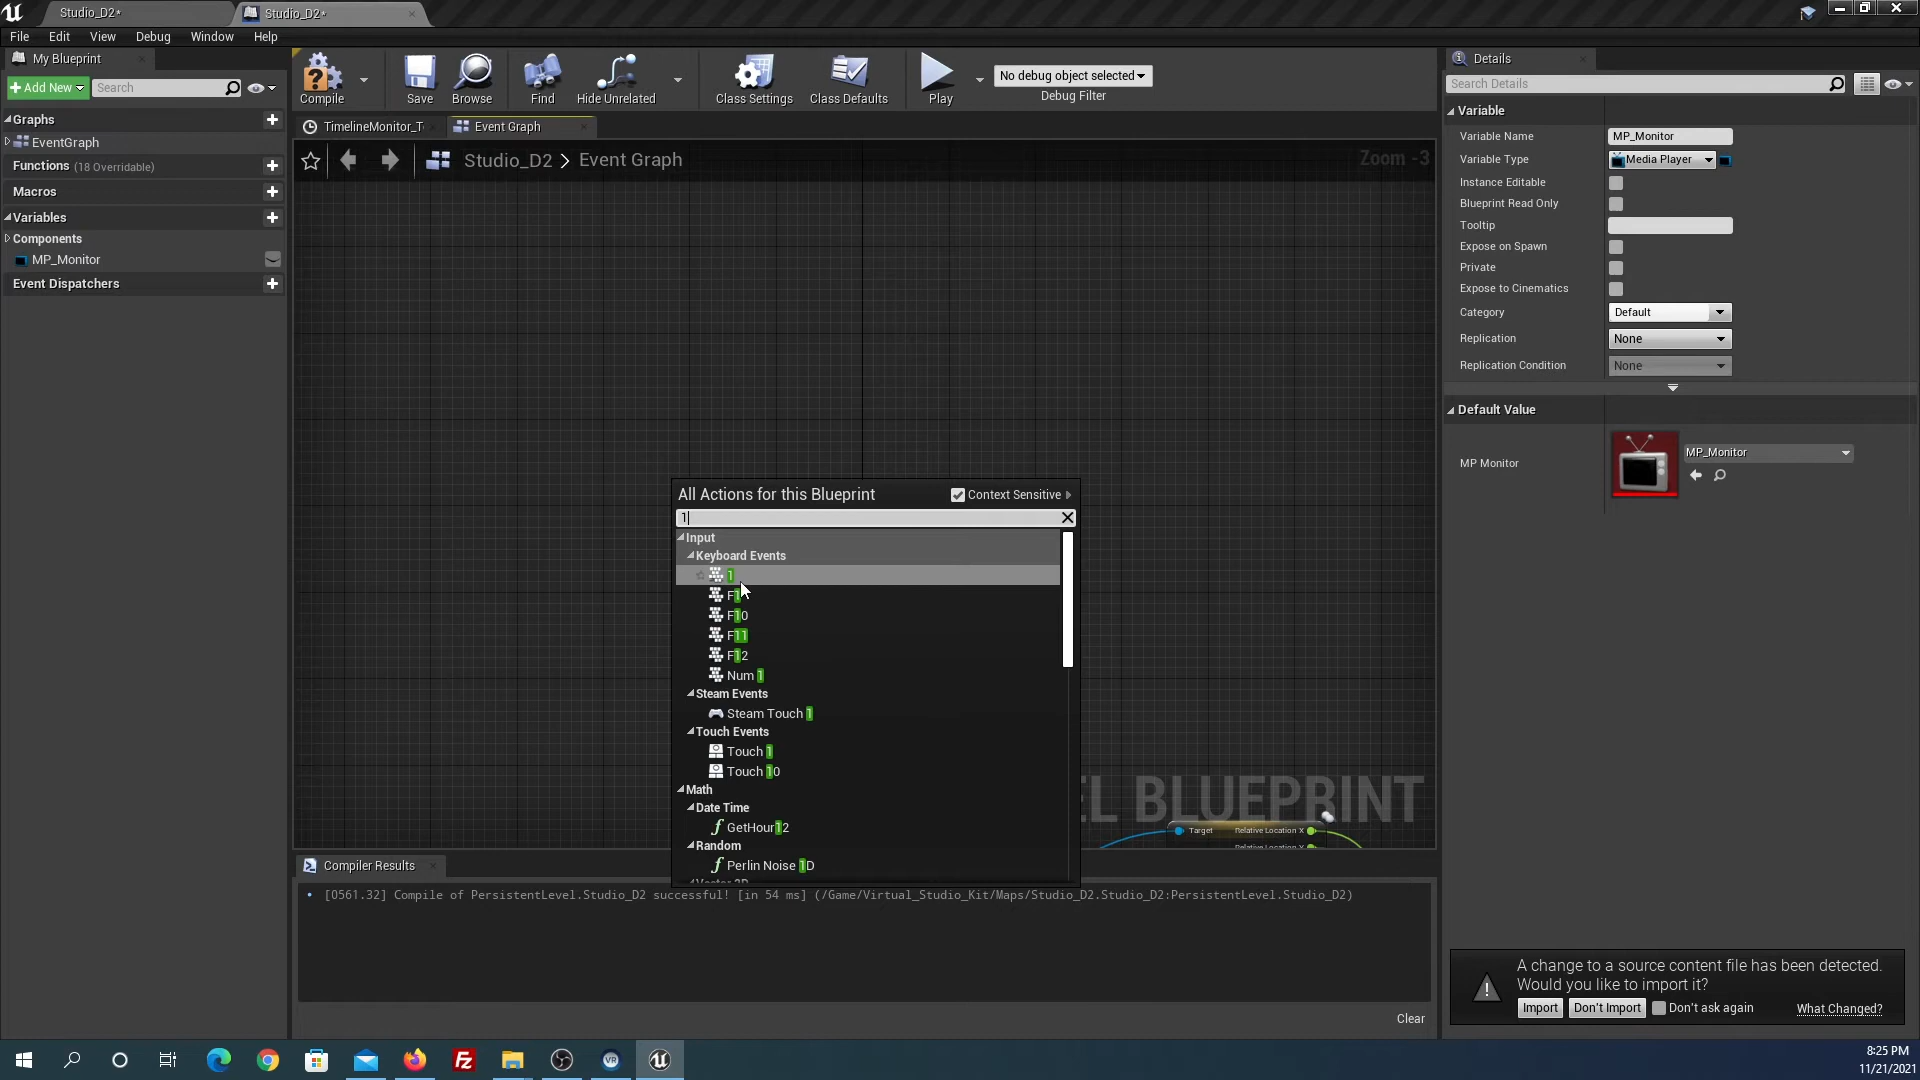 Studio_D2*
Studio_D2*
File Edit View Debug Window Help
My Blueprint
Add New
Search
Compile
Save
Browse
Find
Hide Unrelated
Class Settings
Class Defaults
Play
No debug object selected
Debug Filter
Graphs
EventGraph
Functions (18 Overridable)
Macros
Variables
Components
MP_Monitor
Event Dispatchers
TimelineMonitor_T
Event Graph
Studio_D2 > Event Graph
Zoom -3
All Actions for this Blueprint
Context Sensitive
1
Input
Keyboard Events
1
F1
F10
F11
F12
Num 1
Steam Events
Steam Touch 1
Touch Events
Touch 1
Touch 10
Math
Date Time
GetHour12
Random
Perlin Noise 1D
EL BLUEPRINT
Target
Relative Location X
Compiler Results
[0561.32] Compile of PersistentLevel.Studio_D2 successful! [in 54 ms] (/Game/Virtual_Studio_Kit/Maps/Studio_D2.Studio_D2:PersistentLevel.Studio_D2)
Clear
Details
Search Details
Variable
Variable Name MP_Monitor
Variable Type Media Player
Instance Editable
Blueprint Read Only
Tooltip
Expose on Spawn
Private
Expose to Cinematics
Category Default
Replication None
Replication Condition None
Default Value
MP Monitor MP_Monitor
A change to a source content file has been detected.
Would you like to import it?
Import Don't Import Don't ask again What Changed?
8:25 PM
11/21/2021